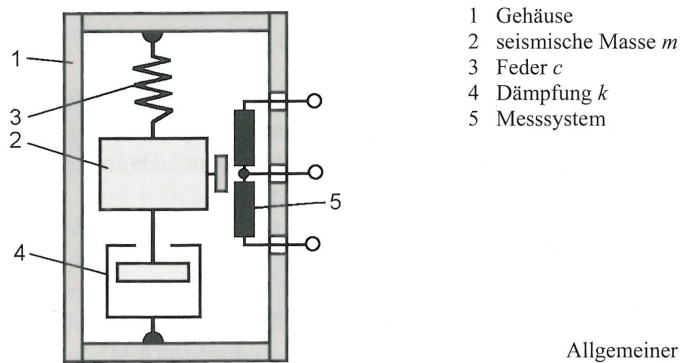 1 Gehäuse
2 seismische Masse m
3 Feder c
4 Dämpfung k
5 Messsystem
1
3
2
5
4
Allgemeiner